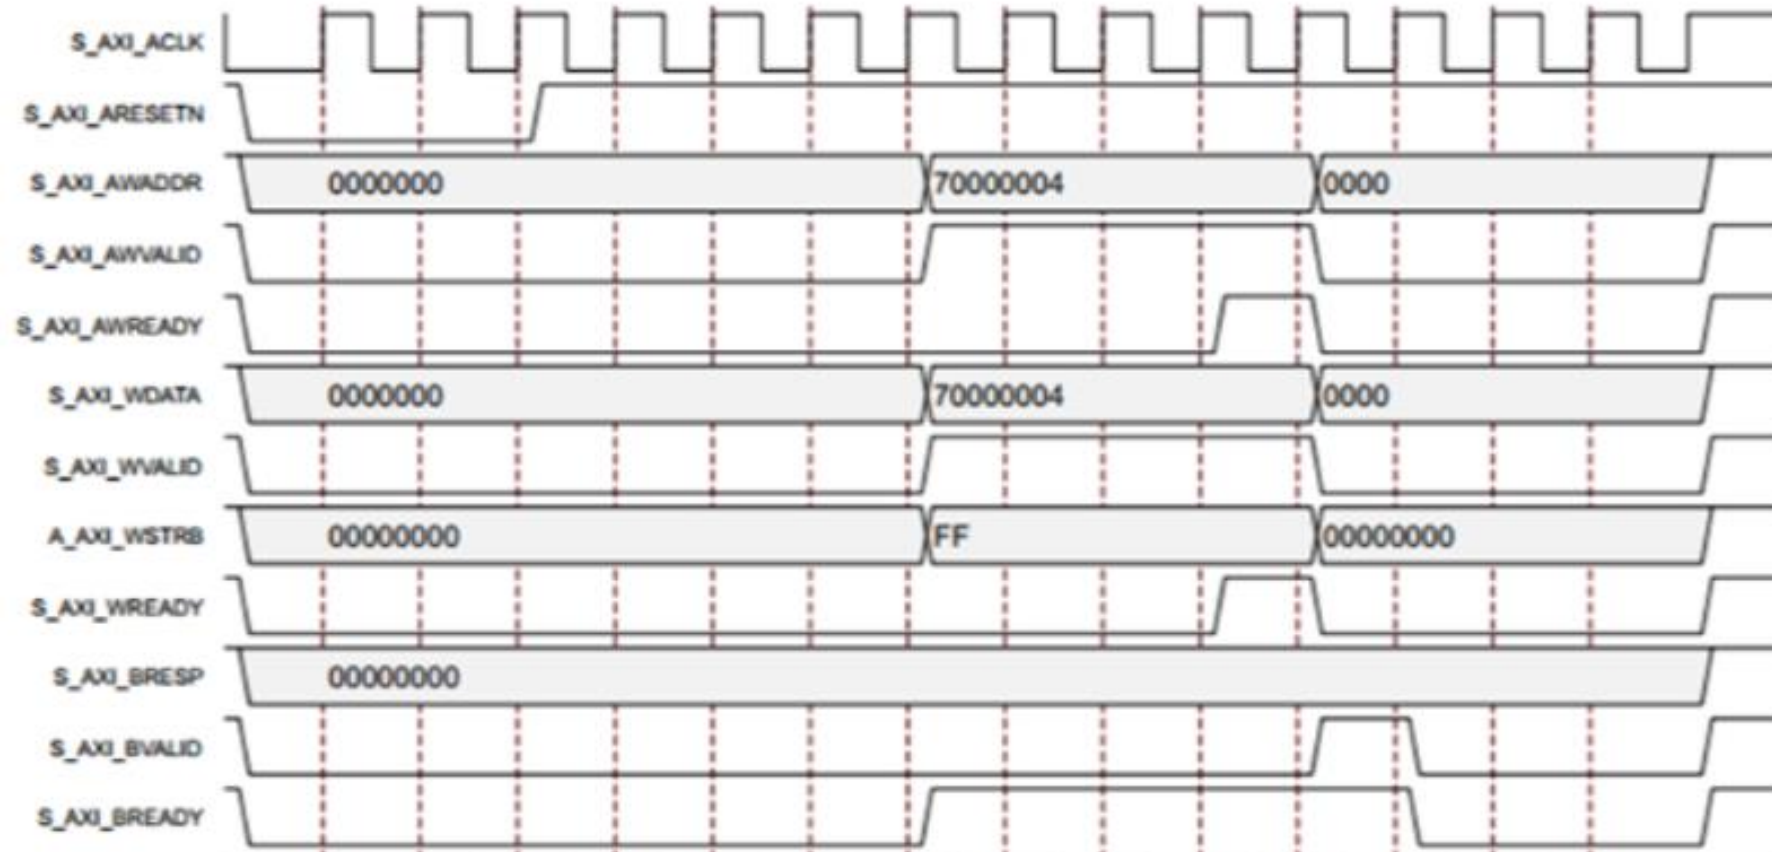 S_AXI_ACLK
S_AXI_ARESETN
S_AXI_AWADDR 0000000 70000004 0000
S_AXI_AWVALID
S_AXI_AWREADY
S_AXI_WDATA 0000000 70000004 0000
S_AXI_WVALID
A_AXI_WSTRB 00000000 FF 00000000
S_AXI_WREADY
S_AXI_BRESP 00000000
S_AXI_BVALID
S_AXI_BREADY